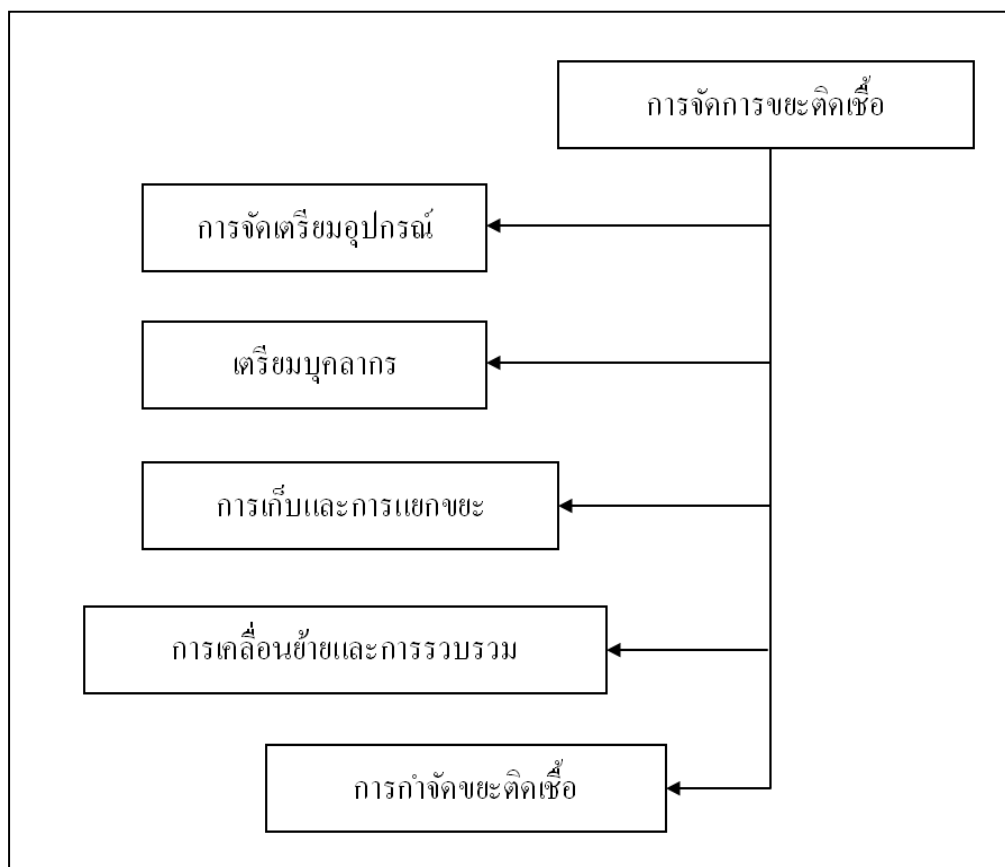 การจัดการขยะติดเชื้อ
การจัดเตรียมอุปกรณ์
เตรียมบุคลากร
การเก็บและการแยกขยะ
การเคลื่อนย้ายและการรวบรวม
การกำจัดขยะติดเชื้อ